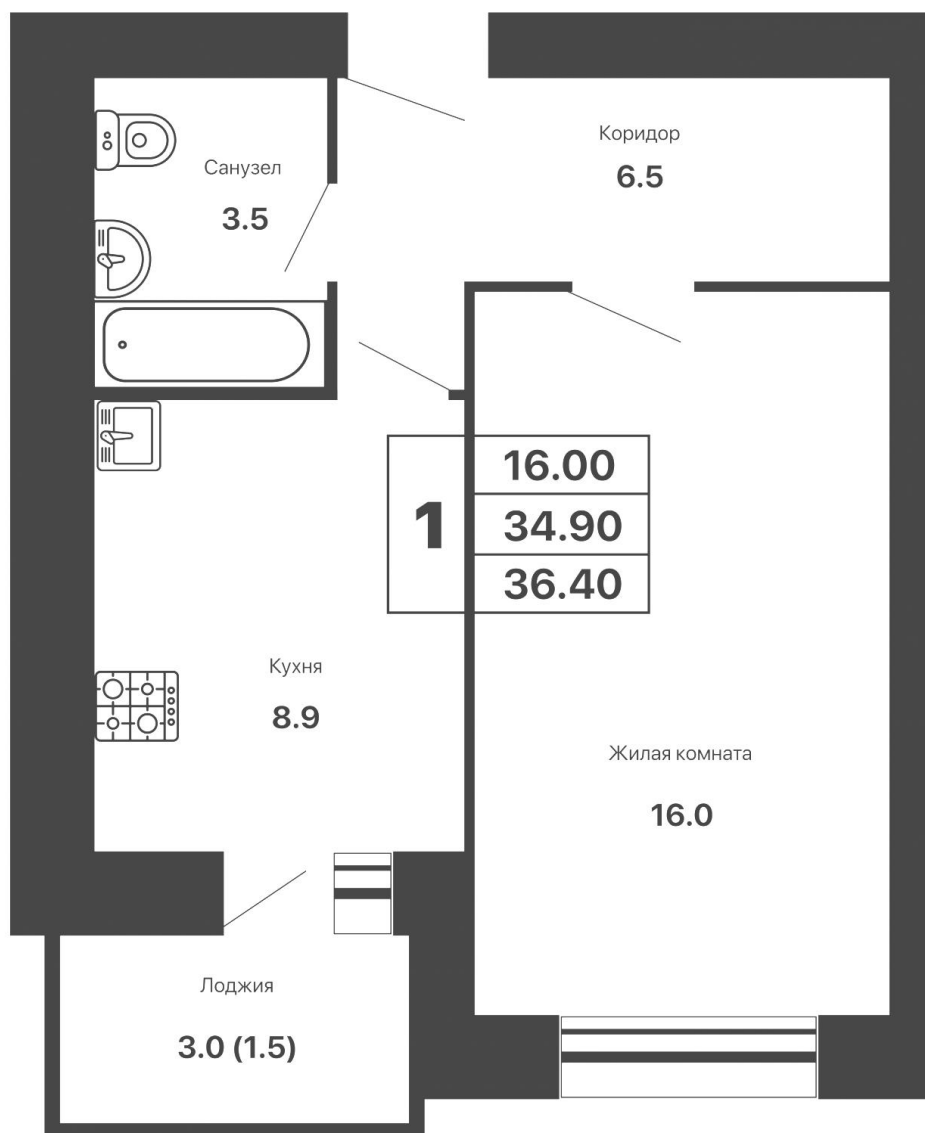 Коридор
6.5
Санузел
3.5
1
16.00
34.90
36.40
Кухня
8.9
Жилая комната
16.0
Лоджия
3.0 (1.5)